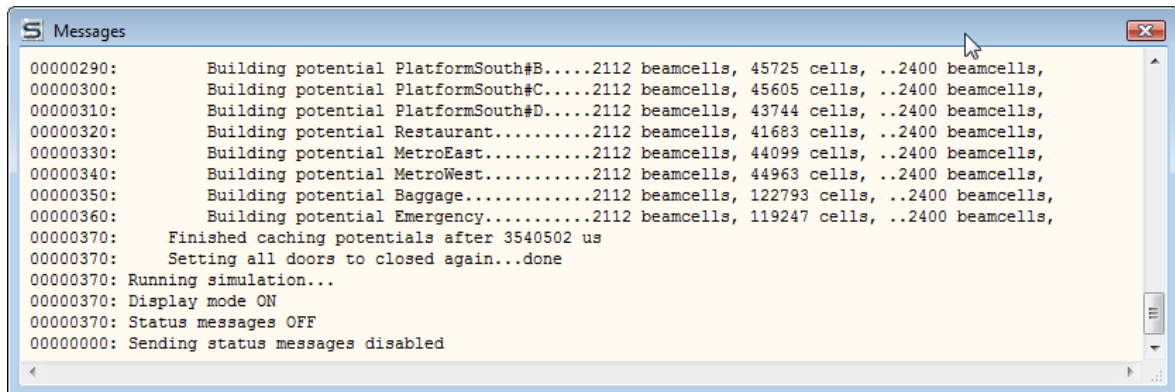 S Messages
00000290: Building potential PlatformSouth#B.....2112 beamcells, 45725 cells, ..2400 beamcells,
00000300: Building potential PlatformSouth#C.....2112 beamcells, 45605 cells, ..2400 beamcells,
00000310: Building potential PlatformSouth#D.....2112 beamcells, 43744 cells, ..2400 beamcells,
00000320: Building potential Restaurant..........2112 beamcells, 41683 cells, ..2400 beamcells,
00000330: Building potential MetroEast...........2112 beamcells, 44099 cells, ..2400 beamcells,
00000340: Building potential MetroWest...........2112 beamcells, 44963 cells, ..2400 beamcells,
00000350: Building potential Baggage.............2112 beamcells, 122793 cells, ..2400 beamcells,
00000360: Building potential Emergency...........2112 beamcells, 119247 cells, ..2400 beamcells,
00000370: Finished caching potentials after 3540502 us
00000370: Setting all doors to closed again...done
00000370: Running simulation...
00000370: Display mode ON
00000370: Status messages OFF
00000000: Sending status messages disabled